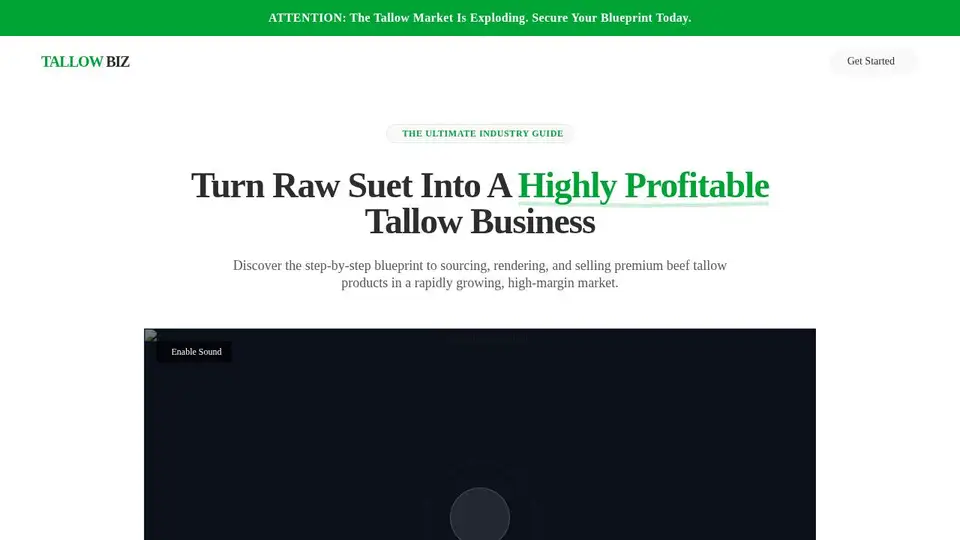 ATTENTION: The Tallow Market Is Exploding. Secure Your Blueprint Today.
TALLOW BIZ
Get Started
THE ULTIMATE INDUSTRY GUIDE
Turn Raw Suet Into A Highly Profitable
Tallow Business
Discover the step-by-step blueprint to sourcing, rendering, and selling premium beef tallow
products in a rapidly growing, high-margin market.
Enable Sound